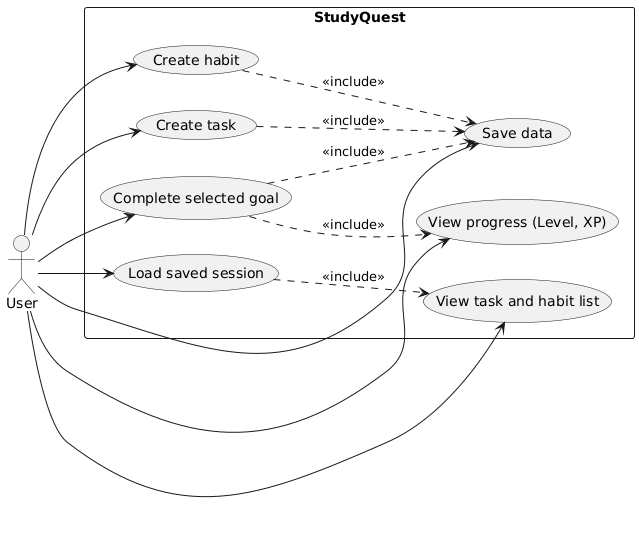 StudyQuest
Create habit
«include»
Create task
«include»
Save data
«include»
Complete selected goal
«include»
View progress (Level, XP)
Load saved session
«include»
View task and habit list
User